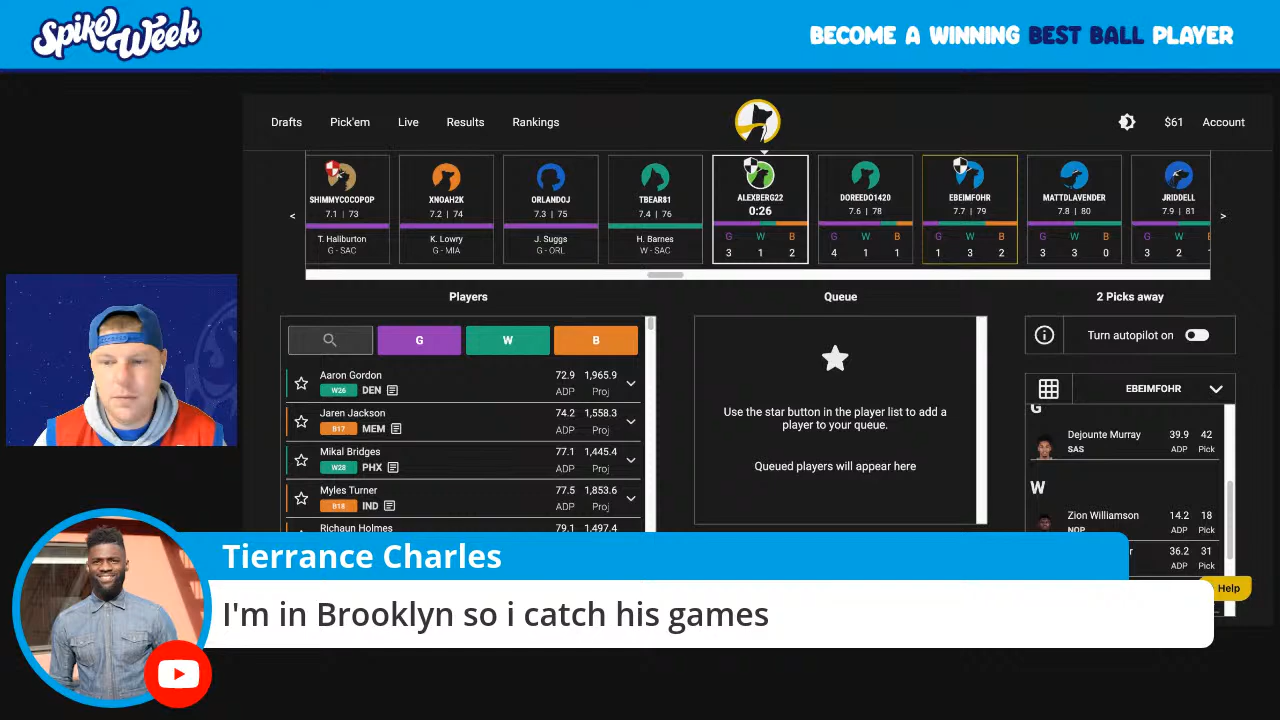 Spike Week
BECOME A WINNING BEST BALL PLAYER
Drafts Pick'em Live Results Rankings
$61 Account
<
SHIMMYCOCOPOP
7.1 | 73
T. Haliburton
G - SAC
XNOAH2K
7.2 | 74
K. Lowry
G - MIA
ORLANDOJ
7.3 | 75
J. Suggs
G - ORL
TBEAR81
7.4 | 76
H. Barnes
W - SAC
ALEXBERG22
0:26
G W B
3 1 2
DOREEDO1420
7.6 | 78
G W B
4 1 1
EBEIMFOHR
7.7 | 79
G W B
1 3 2
MATTDLAVENDER
7.8 | 80
G W B
3 3 0
JRIDDELL
7.9 | 81
G W
3 2
>
Players
G W B
Aaron Gordon 72.9 1,965.9
W26 DEN ADP Proj
Jaren Jackson 74.2 1,558.3
B17 MEM ADP Proj
Mikal Bridges 77.1 1,445.4
W28 PHX ADP Proj
Myles Turner 77.5 1,853.6
B18 IND ADP Proj
Richaun Holmes 79.1 1,497.4
Queue
Use the star button in the player list to add a
player to your queue.
Queued players will appear here
2 Picks away
Turn autopilot on
EBEIMFOHR
G
Dejounte Murray 39.9 42
SAS ADP Pick
W
Zion Williamson 14.2 18
NOP ADP Pick
36.2 31
ADP Pick
Help
Tierrance Charles
I'm in Brooklyn so i catch his games